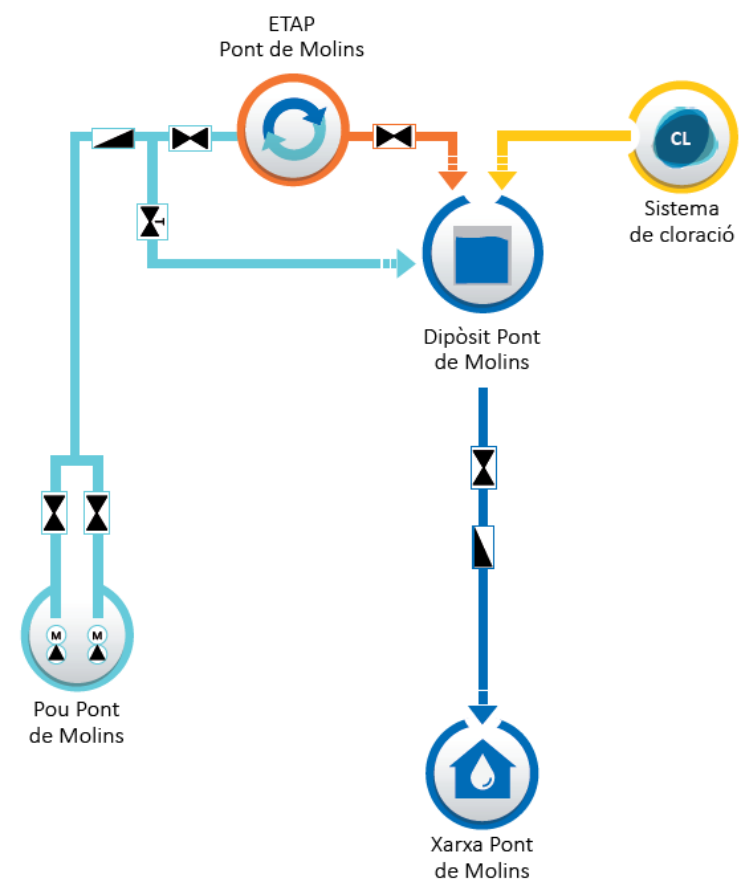 ETAP
Pont de Molins
CL
Sistema
de cloració
T
Dipòsit Pont
de Molins
M
M
Pou Pont
de Molins
Xarxa Pont
de Molins